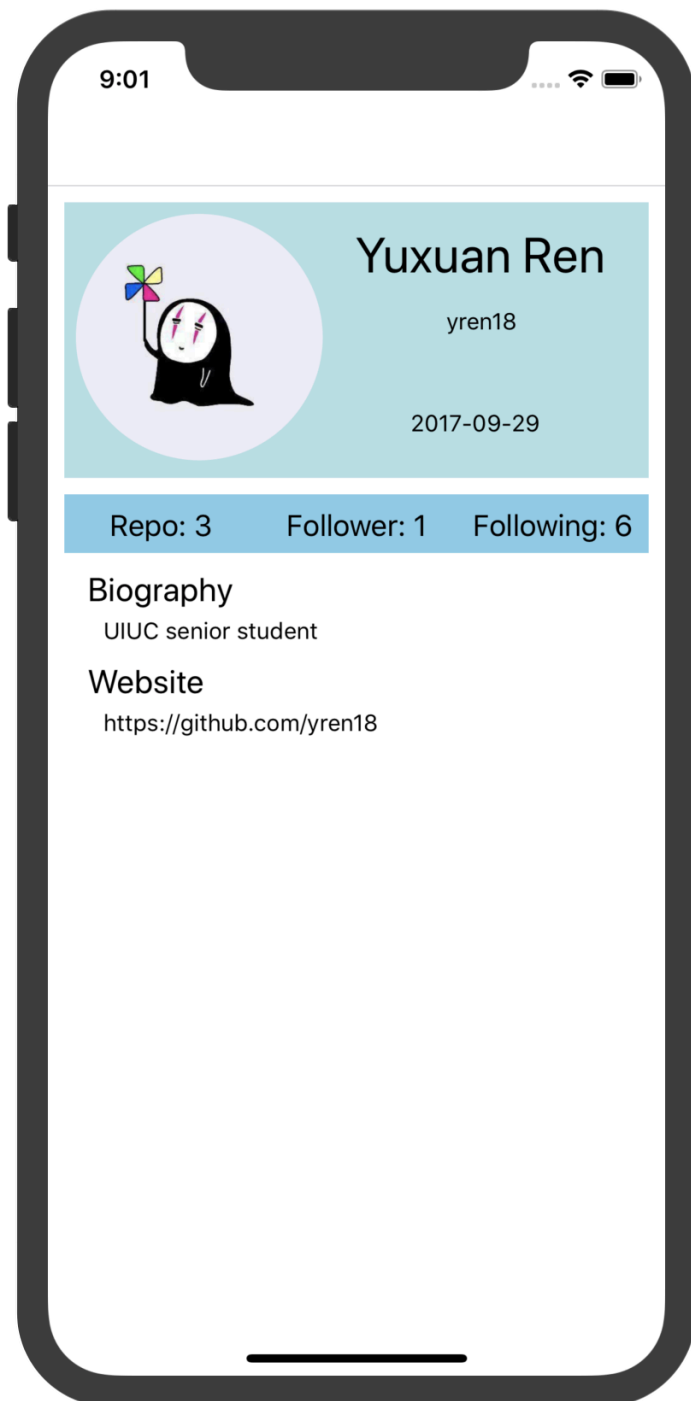 9:01
Yuxuan Ren
yren18
2017-09-29
Repo: 3 Follower: 1 Following: 6
Biography
UIUC senior student
Website
https://github.com/yren18